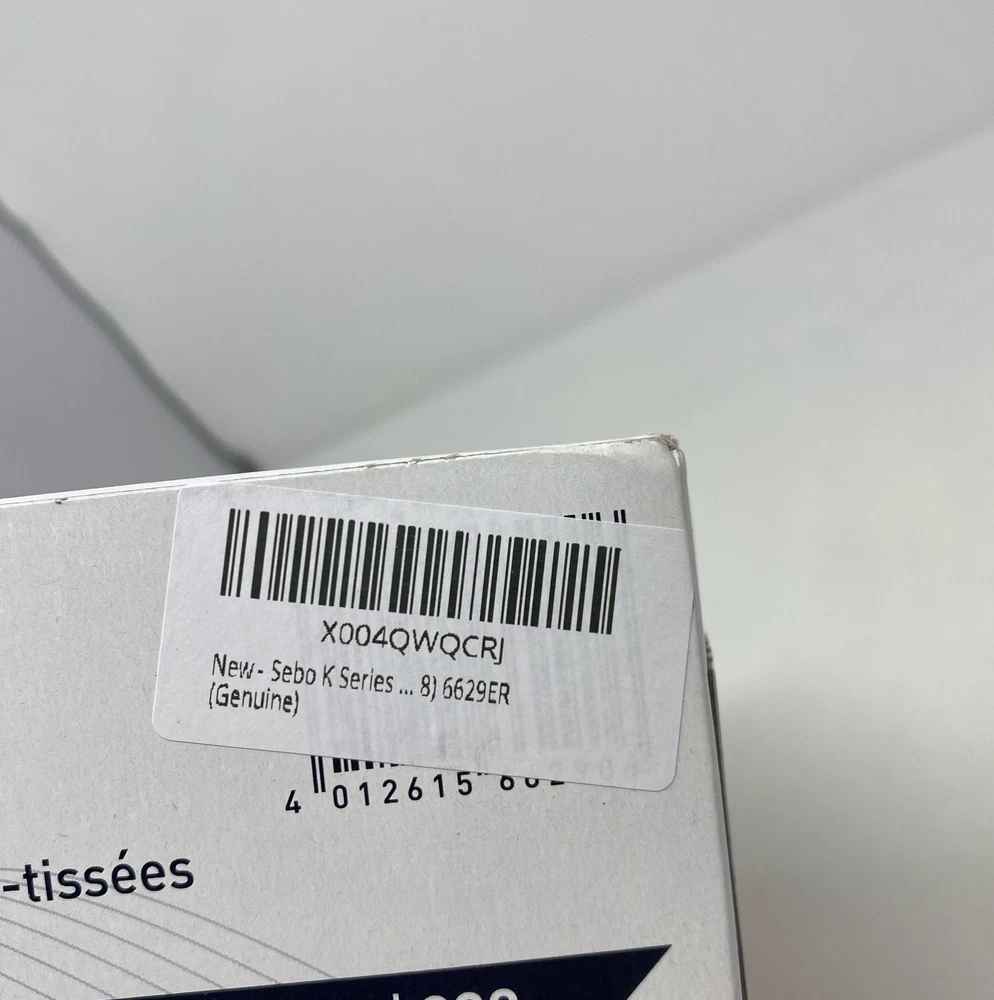 X004QWQCRJ
New - Sebo K Series ... 8) 6629ER
(Genuine)
4 012615
-tissées